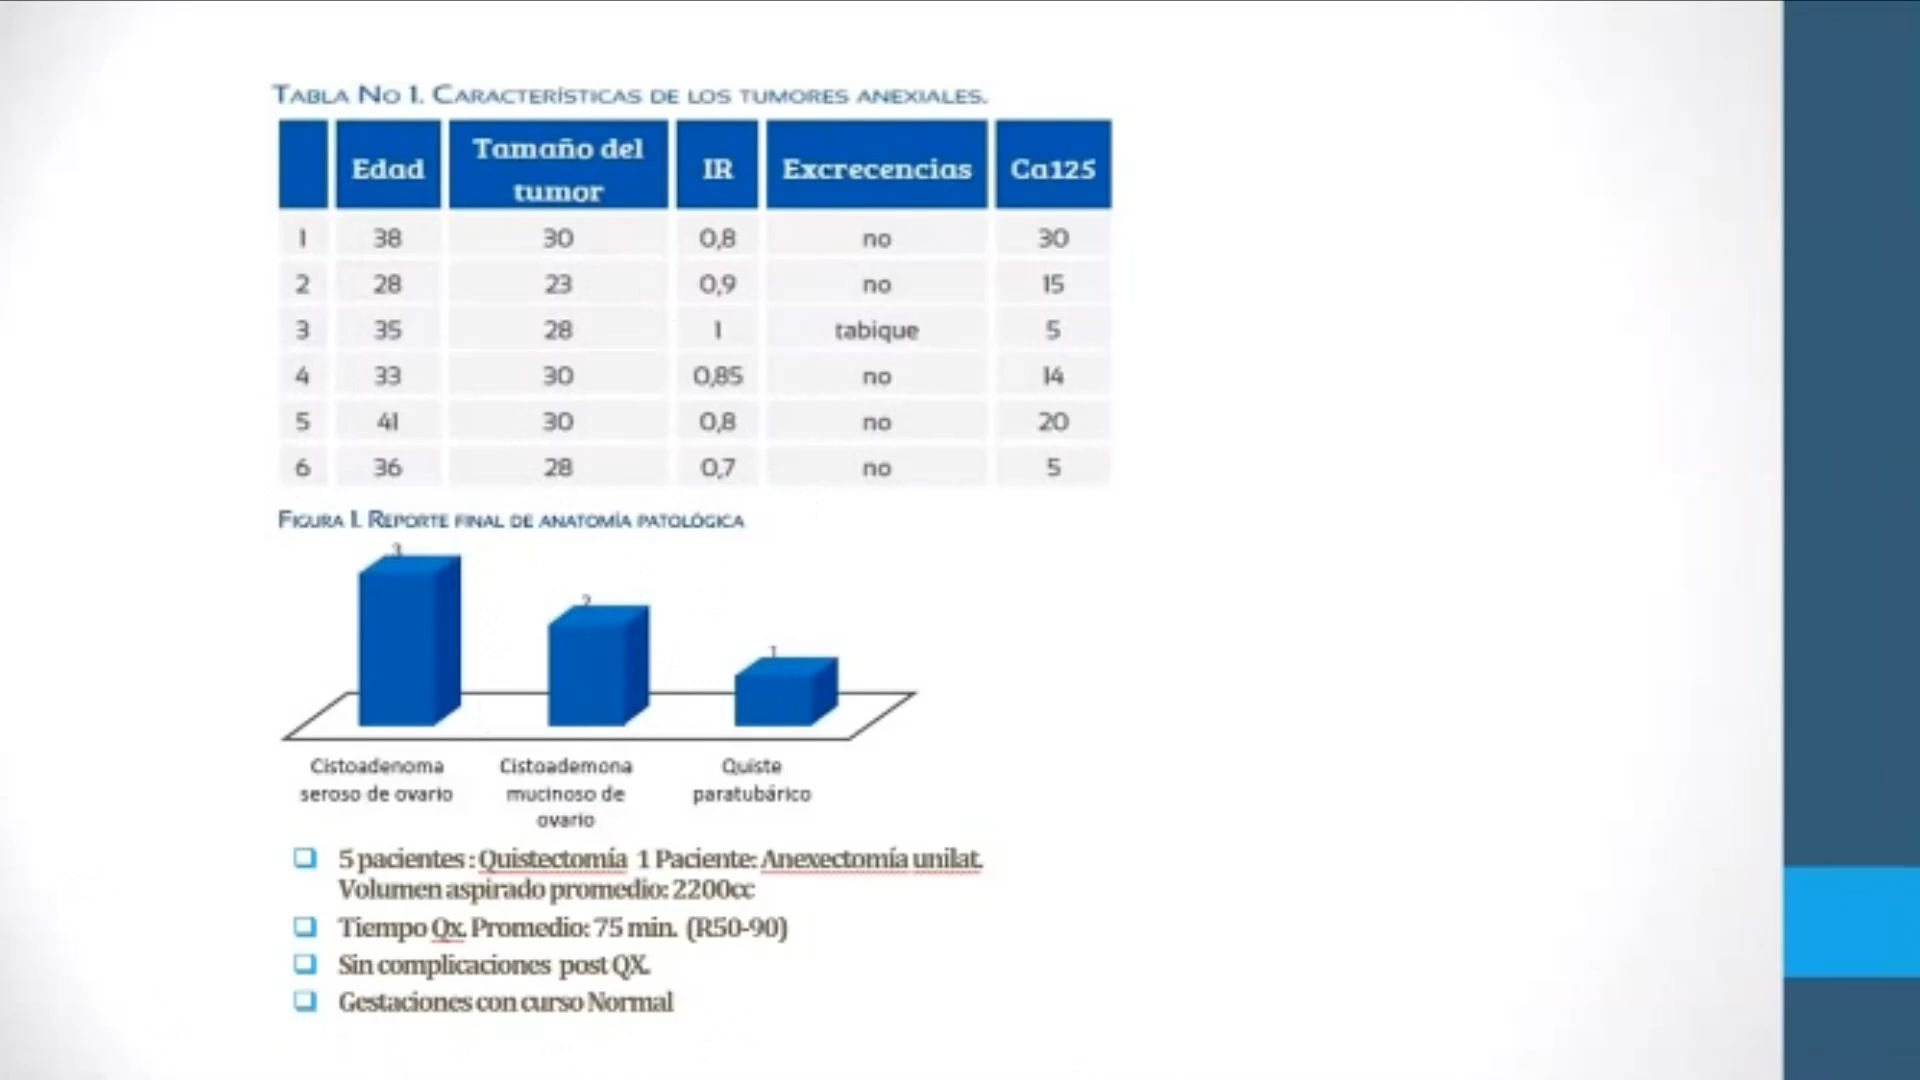 TABLA No 1. CARACTERÍSTICAS DE LOS TUMORES ANEXIALES.
Edad Tamaño del tumor IR Excrecencias Ca125
1 38 30 0,8 no 30
2 28 23 0,9 no 15
3 35 28 1 tabique 5
4 33 30 0,85 no 14
5 41 30 0,8 no 20
6 36 28 0,7 no 5
FIGURA 1. REPORTE FINAL DE ANATOMÍA PATOLÓGICA
3
2
1
Cistoadenoma
seroso de ovario
Cistoademona
mucinoso de
ovario
Quiste
paratubárico
5 pacientes : Quistectomía 1 Paciente: Anexectomía unilat.
Volumen aspirado promedio: 2200cc
Tiempo Qx. Promedio: 75 min. (R50-90)
Sin complicaciones post QX.
Gestaciones con curso Normal